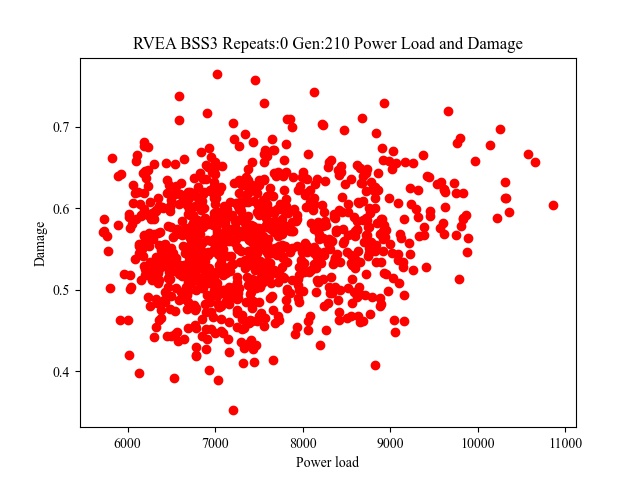 RVEA BSS3 Repeats:0 Gen:210 Power Load and Damage
0.7
0.6
0.5
0.4
Damage
6000 7000 8000 9000 10000 11000
Power load